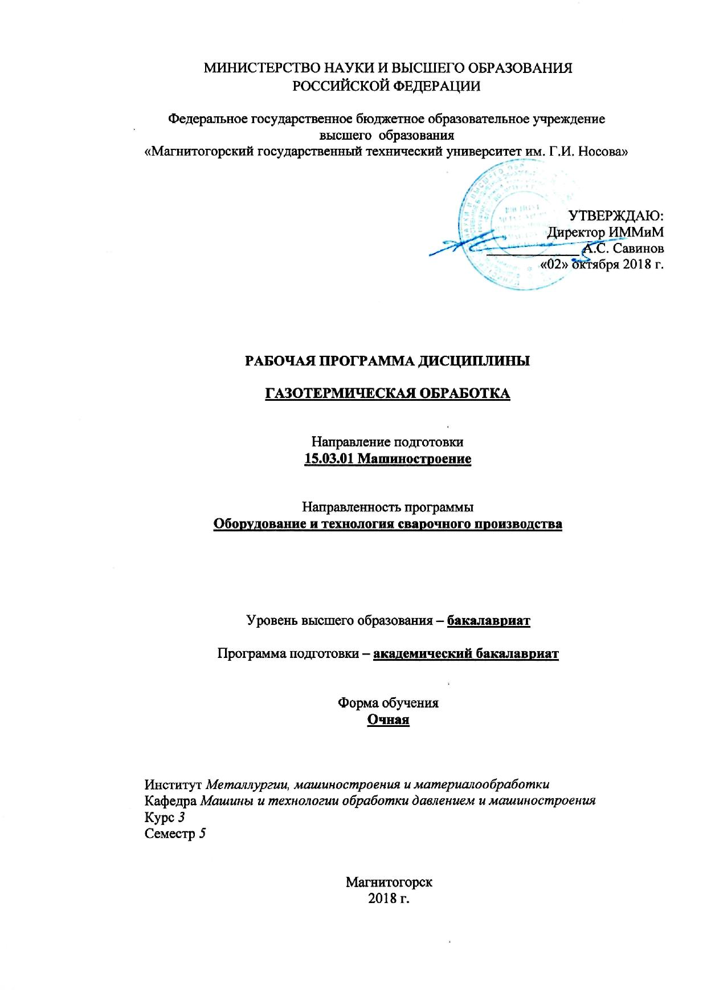 МИНИСТЕРСТВО НАУКИ И ВЫСШЕГО ОБРАЗОВАНИЯ
РОССИЙСКОЙ ФЕДЕРАЦИИ
Федеральное государственное бюджетное образовательное учреждение
высшего образования
«Магнитогорский государственный технический университет им. Г.И. Носова»
УТВЕРЖДАЮ:
Директор ИММиМ
А.С. Савинов
«02» октября 2018 г.
РАБОЧАЯ ПРОГРАММА ДИСЦИПЛИНЫ
ГАЗОТЕРМИЧЕСКАЯ ОБРАБОТКА
Направление подготовки
15.03.01 Машиностроение
Направленность программы
Оборудование и технология сварочного производства
Уровень высшего образования – бакалавриат
Программа подготовки – академический бакалавриат
Форма обучения
Очная
Институт Металлургии, машиностроения и материалообработки
Кафедра Машины и технологии обработки давлением и машиностроения
Курс 3
Семестр 5
Магнитогорск
2018 г.